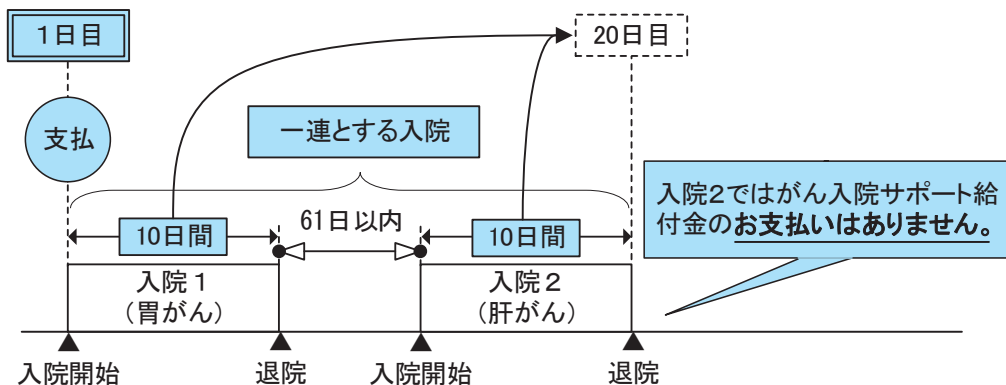 1日目
20日目
支払
一連とする入院
入院2ではがん入院サポート給
付金のお支払いはありません。
10日間
61日以内
10日間
入院1
(胃がん)
入院2
(肝がん)
入院開始
退院
入院開始
退院